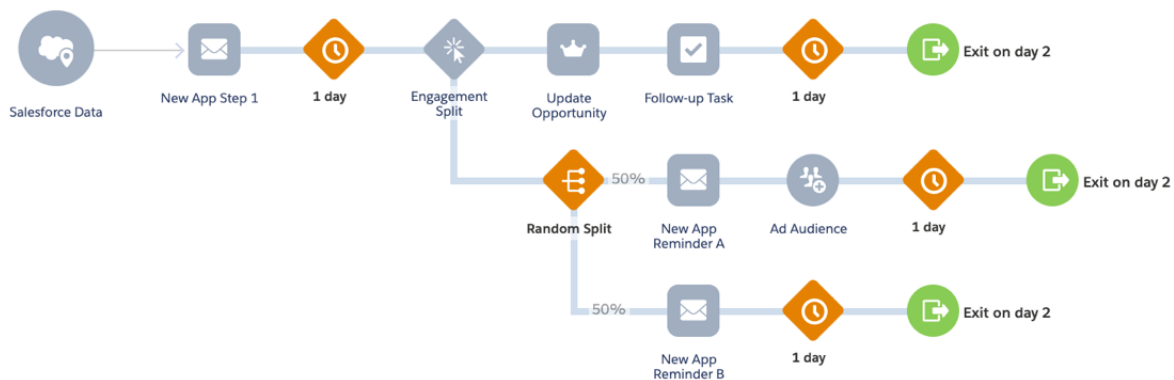 Exit on day 2
Salesforce Data
New App Step 1
1 day
Engagement
Split
Update
Opportunity
Follow-up Task
1 day
50%
Exit on day 2
Random Split
New App
Reminder A
Ad Audience
1 day
50%
Exit on day 2
New App
Reminder B
1 day